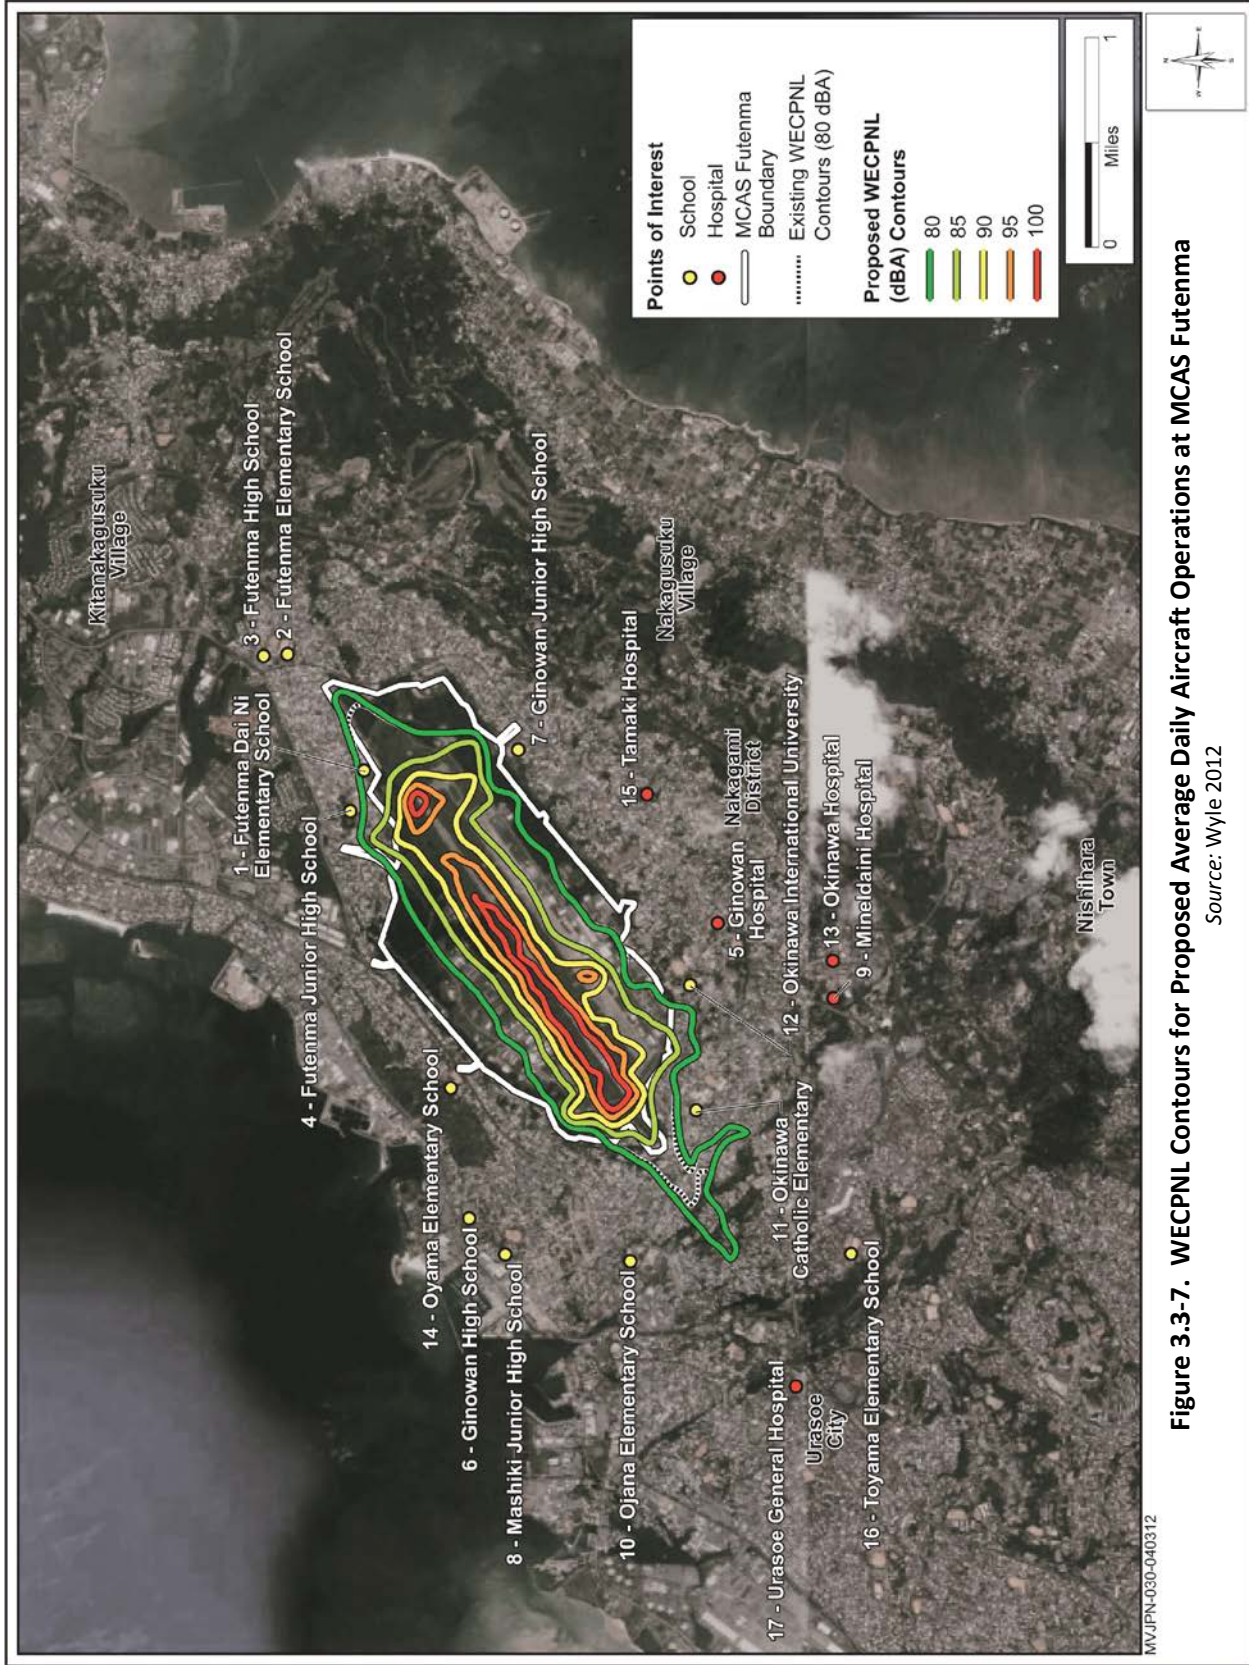 Kitanakagusuku
Village
3 - Futenma High School
2 - Futenma Elementary School
1 - Futenma Dai Ni
Elementary School
4 - Futenma Junior High School
7 - Ginowan Junior High School
14 - Oyama Elementary School
6 - Ginowan High School
8 - Mashiki Junior High School
15 - Tamaki Hospital
Nakagusuku
Village
10 - Ojana Elementary School
5 - Ginowan
Hospital
Nakagami
District
12 - Okinawa International University
11 - Okinawa
Catholic Elementary
13 - Okinawa Hospital
9 - Mineldaini Hospital
17 - Urasoe General Hospital
Urasoe
City
16 - Toyama Elementary School
Nishihara
Town
Points of Interest
School
Hospital
MCAS Futenma
Boundary
Existing WECPNL
Contours (80 dBA)
Proposed WECPNL
(dBA) Contours
80
85
90
95
100
0
1
Miles
N
W
E
S
MVJPN-030-040312
Figure 3.3-7. WECPNL Contours for Proposed Average Daily Aircraft Operations at MCAS Futenma
Source: Wyle 2012